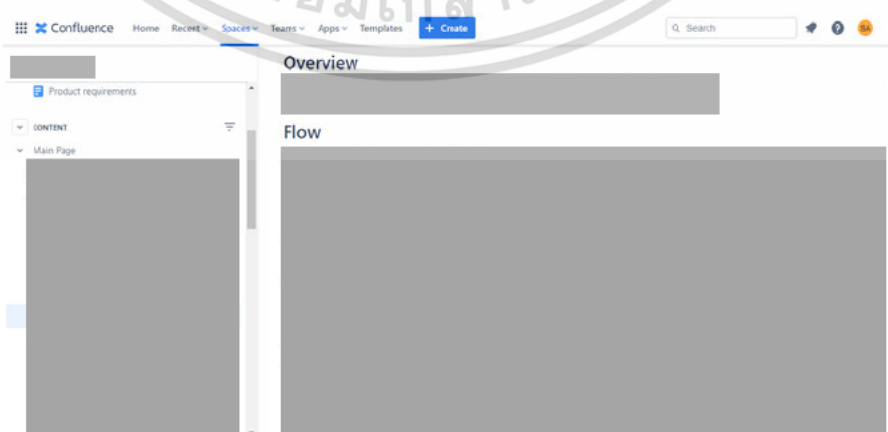 Confluence Home Recent Spaces Teams Apps Templates + Create Search SA
Overview
Product requirements
CONTENT
Flow
Main Page